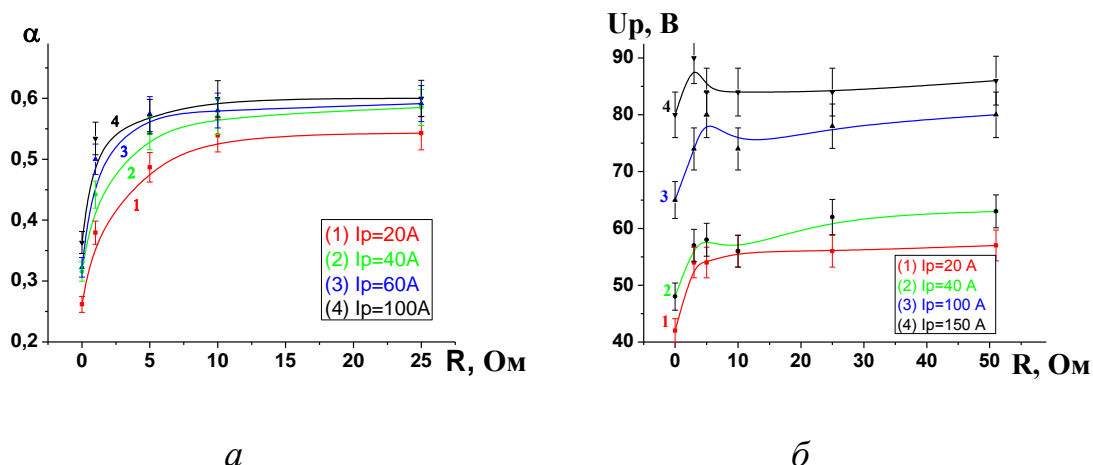 α
0,6
0,5
0,4
0,3
0,2
4
3
2
1
(1) Ip=20A
(2) Ip=40A
(3) Ip=60A
(4) Ip=100A
0 5 10 15 20 25 R, Ом
а
Up, В
90
80
70
60
50
40
4
3
2
1
(1) Ip=20 A
(2) Ip=40 A
(3) Ip=100 A
(4) Ip=150 A
0 10 20 30 40 50
R, Ом
б